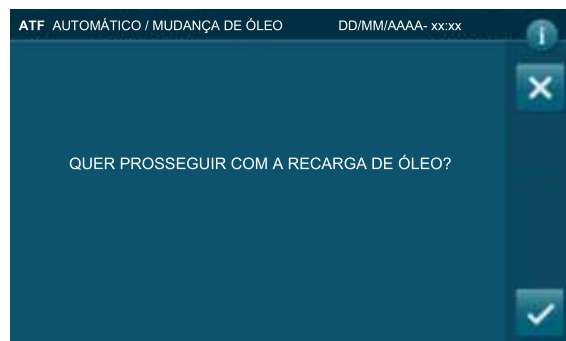 ATF AUTOMÁTICO / MUDANÇA DE ÓLEO DD/MM/AAAA- xx:xx
i
QUER PROSSEGUIR COM A RECARGA DE ÓLEO?